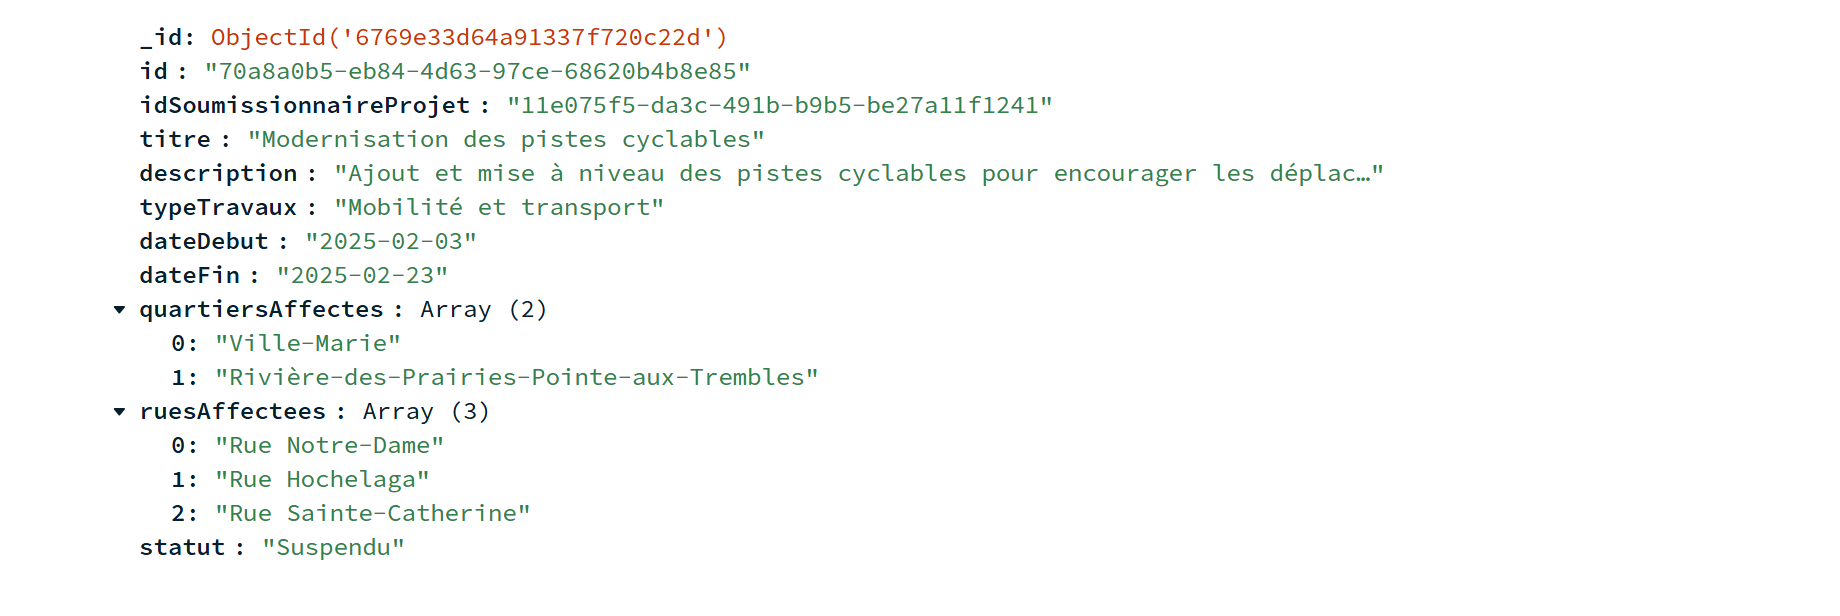 _id: ObjectId('6769e33d64a91337f720c22d')
id : "70a8a0b5-eb84-4d63-97ce-68620b4b8e85"
idSoumissionnaireProjet : "11e075f5-da3c-491b-b9b5-be27a11f1241"
titre : "Modernisation des pistes cyclables"
description : "Ajout et mise à niveau des pistes cyclables pour encourager les déplac…"
typeTravaux : "Mobilité et transport"
dateDebut : "2025-02-03"
dateFin : "2025-02-23"
quartiersAffectes : Array (2)
0: "Ville-Marie"
1: "Rivière-des-Prairies-Pointe-aux-Trembles"
ruesAffectees : Array (3)
0: "Rue Notre-Dame"
1: "Rue Hochelaga"
2: "Rue Sainte-Catherine"
statut : "Suspendu"